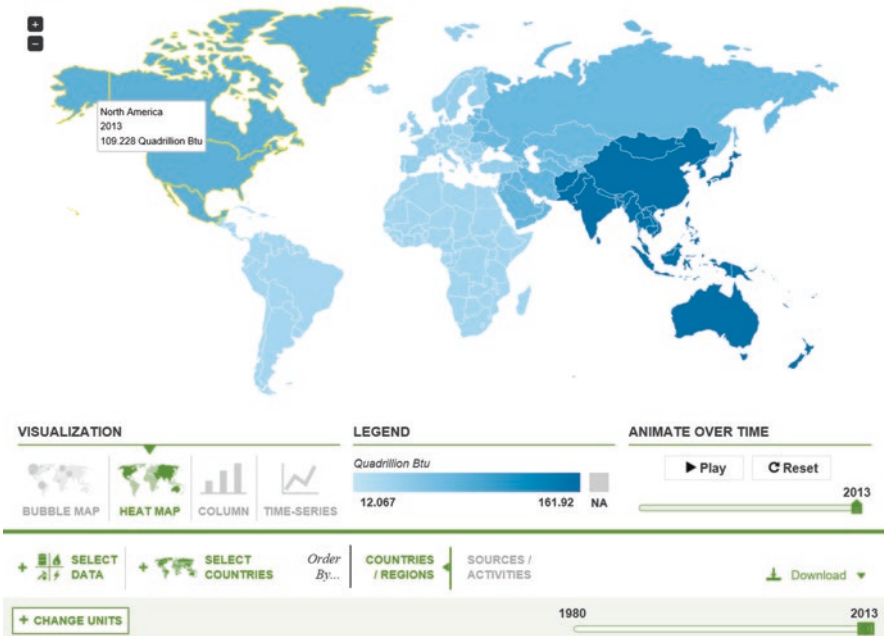 +
−
North America
2013
109.228 Quadrillion Btu
VISUALIZATION
BUBBLE MAP
HEAT MAP
COLUMN
TIME-SERIES
LEGEND
Quadrillion Btu
12.067
161.92
NA
ANIMATE OVER TIME
Play
Reset
2013
+ SELECT
DATA
+ SELECT
COUNTRIES
Order
By...
COUNTRIES
/ REGIONS
SOURCES /
ACTIVITIES
Download
+ CHANGE UNITS
1980
2013